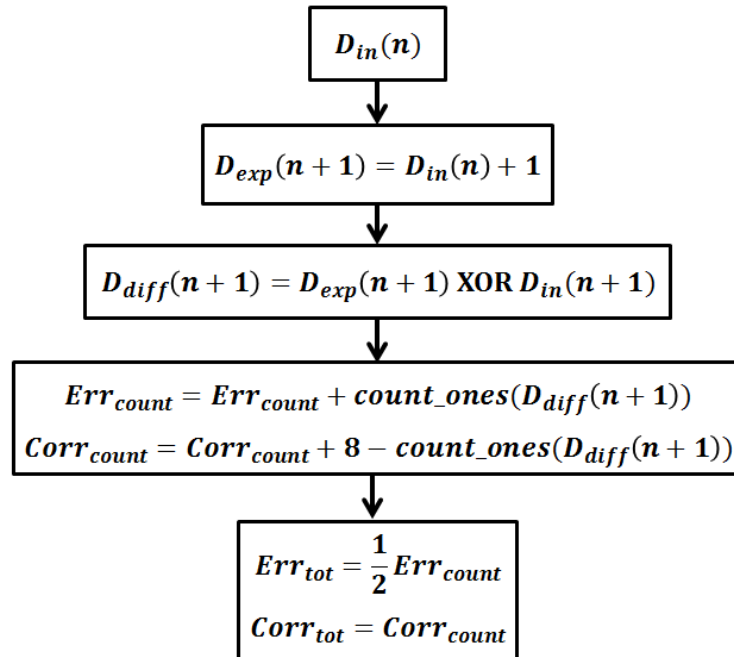 D_in(n)
D_exp(n + 1) = D_in(n) + 1
D_diff(n + 1) = D_exp(n + 1) XOR D_in(n + 1)
Err_count = Err_count + count_ones(D_diff(n + 1))
Corr_count = Corr_count + 8 − count_ones(D_diff(n + 1))
Err_tot = 1/2 Err_count
Corr_tot = Corr_count